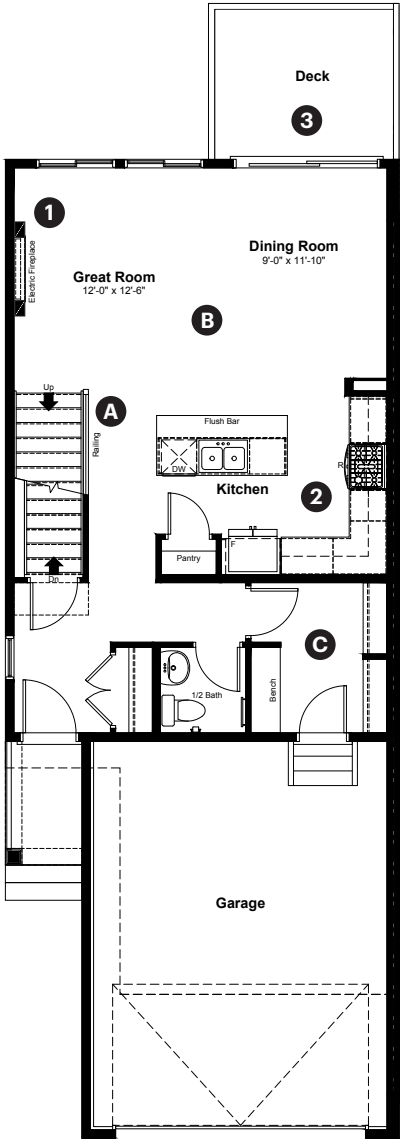 Deck
3
1
Electric Fireplace
Great Room
12'-0" x 12'-6"
Dining Room
9'-0" x 11'-10"
B
Up
A
Railing
Flush Bar
DW
R
Kitchen
2
F
Pantry
Dn
C
Bench
1/2 Bath
Garage